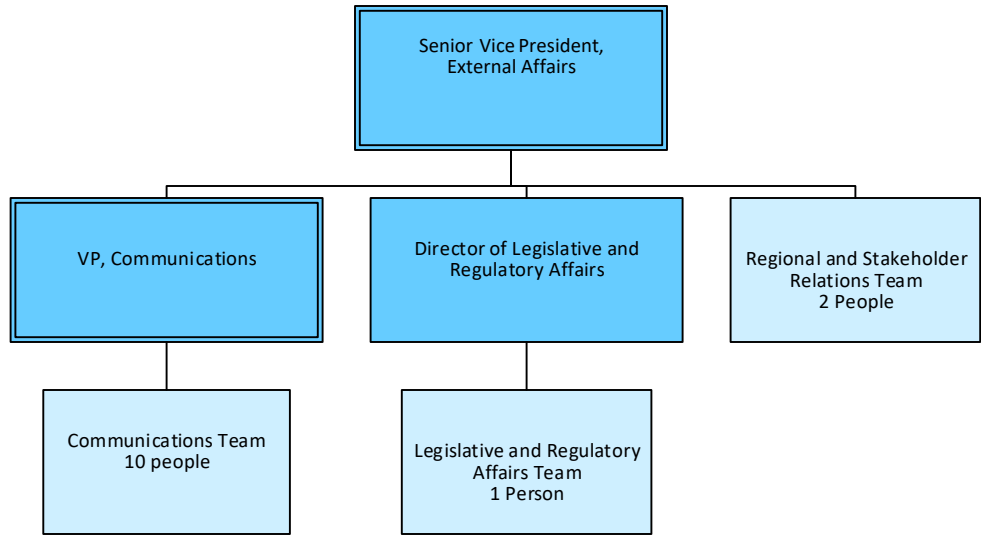 Senior Vice President,
External Affairs
VP, Communications
Director of Legislative and
Regulatory Affairs
Regional and Stakeholder
Relations Team
2 People
Communications Team
10 people
Legislative and Regulatory
Affairs Team
1 Person